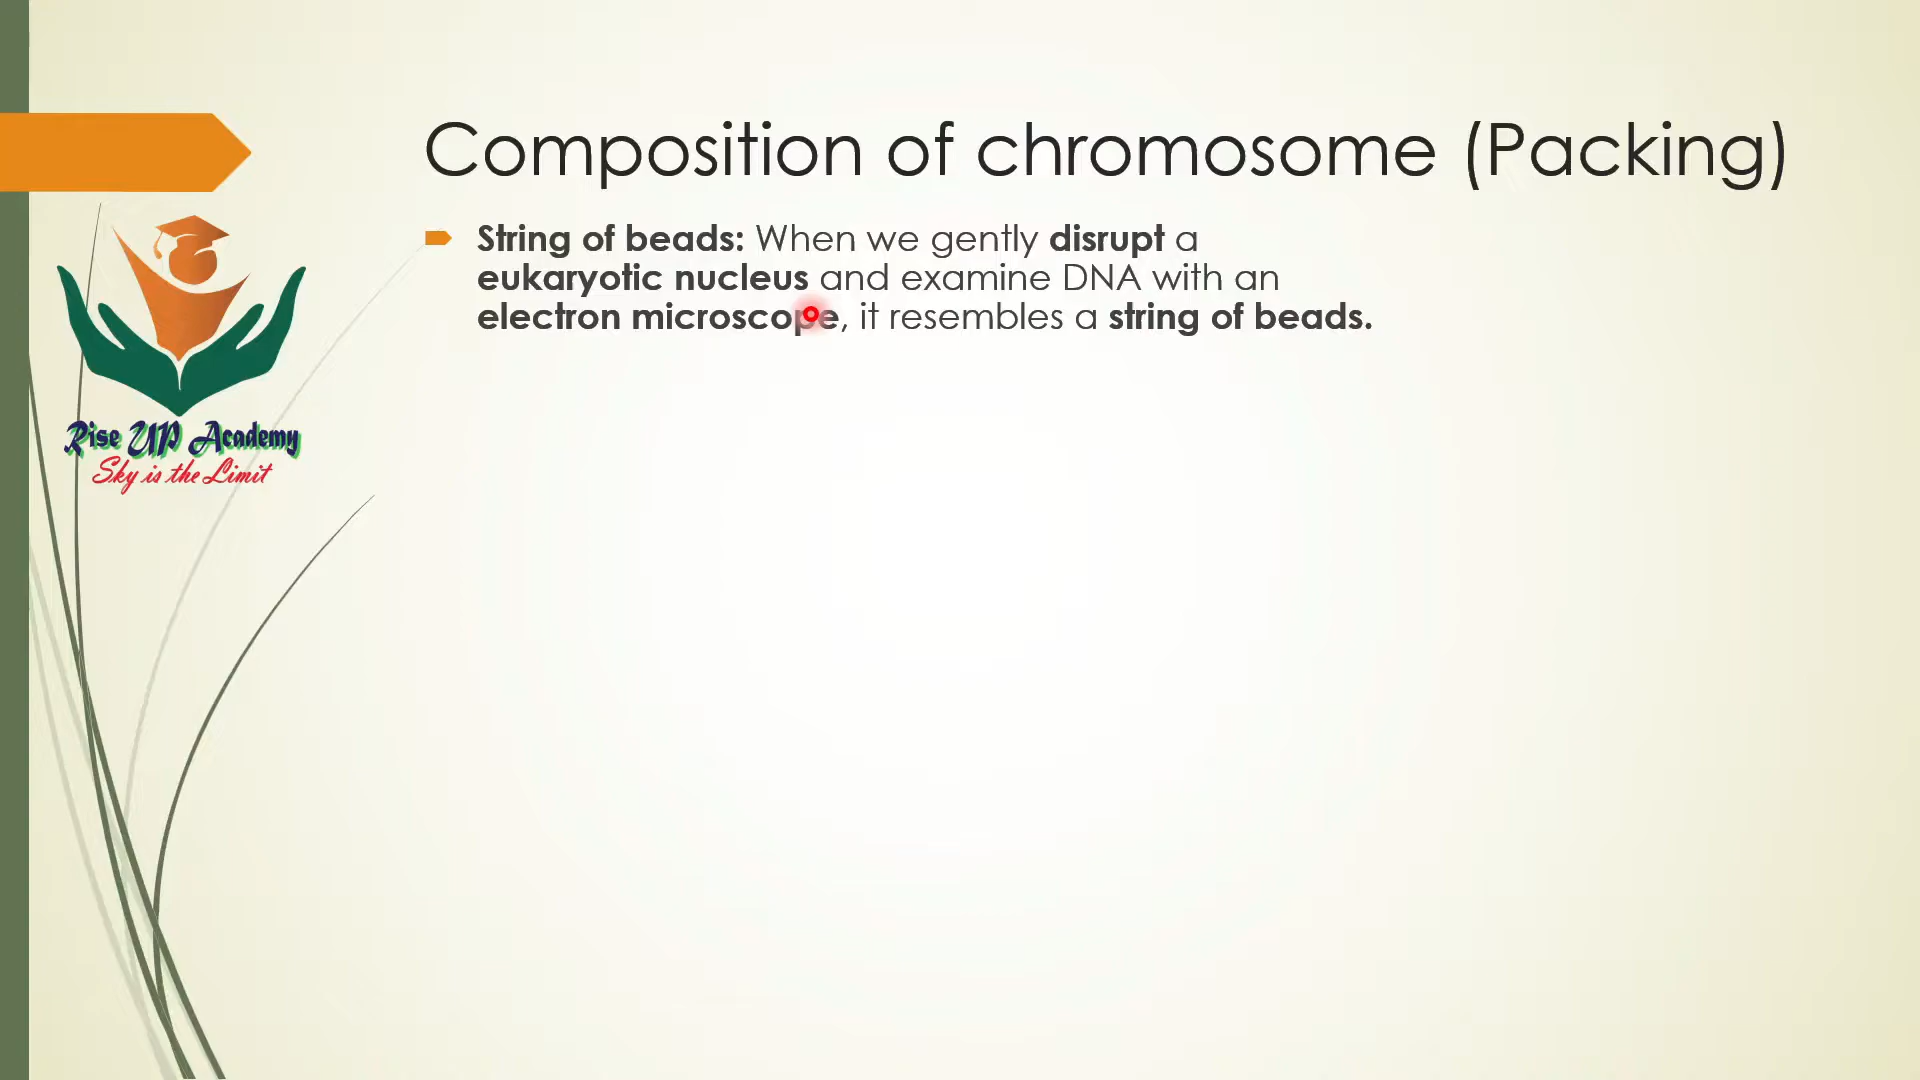 Composition of chromosome (Packing)
String of beads: When we gently disrupt a
eukaryotic nucleus and examine DNA with an
electron microscope, it resembles a string of beads.
Rise UP Academy
Sky is the Limit